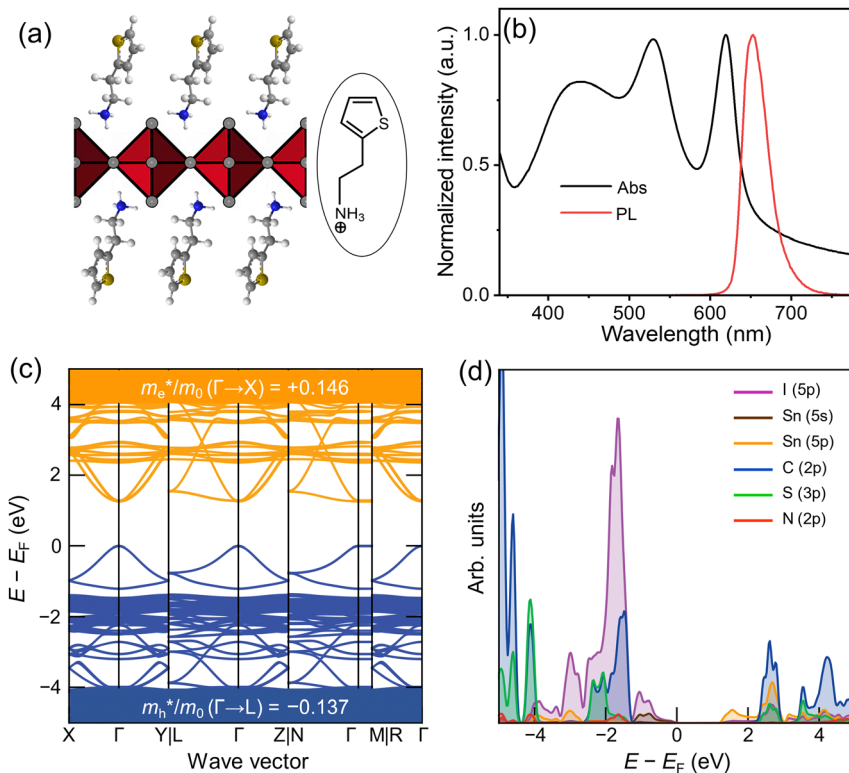 (a)
S
NH₃
⊕
(b)
Normalized intensity (a.u.)
1.0
0.5
0.0
Abs
PL
400 500 600 700
Wavelength (nm)
(c)
mₑ*/m₀ (Γ→X) = +0.146
E − E_F (eV)
4
2
0
−2
−4
mₕ*/m₀ (Γ→L) = −0.137
X Γ Y|L Γ Z|N Γ M|R Γ
Wave vector
(d)
Arb. units
I (5p)
Sn (5s)
Sn (5p)
C (2p)
S (3p)
N (2p)
−4 −2 0 2 4
E − E_F (eV)